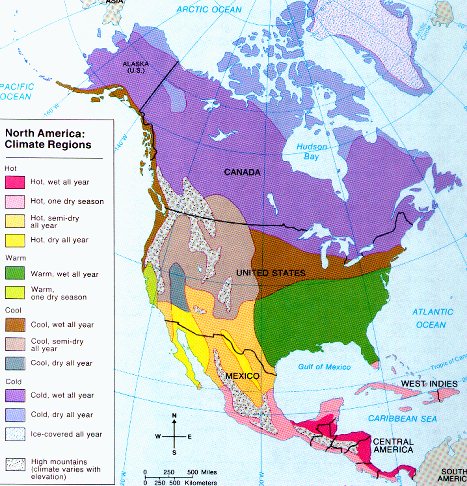 ASIA
ARCTIC OCEAN
ALASKA
(U.S.)
PACIFIC
OCEAN
North America:
Climate Regions
Hot
Hot, wet all year
Hot, one dry season
Hot, semi-dry
all year
Hot, dry all year
Warm
Warm, wet all year
Warm,
one dry season
Cool
Cool, wet all year
Cool, semi-dry
all year
Cool, dry all year
Cold
Cold, wet all year
Cold, dry all year
Ice-covered all year
High mountains
(climate varies with
elevation)
Hudson
Bay
CANADA
UNITED STATES
ATLANTIC
OCEAN
Gulf of Mexico
MEXICO
WEST INDIES
CARIBBEAN SEA
CENTRAL
AMERICA
SOUTH
AMERICA
N
W
E
S
0 250 500 Miles
0 250 500 Kilometers